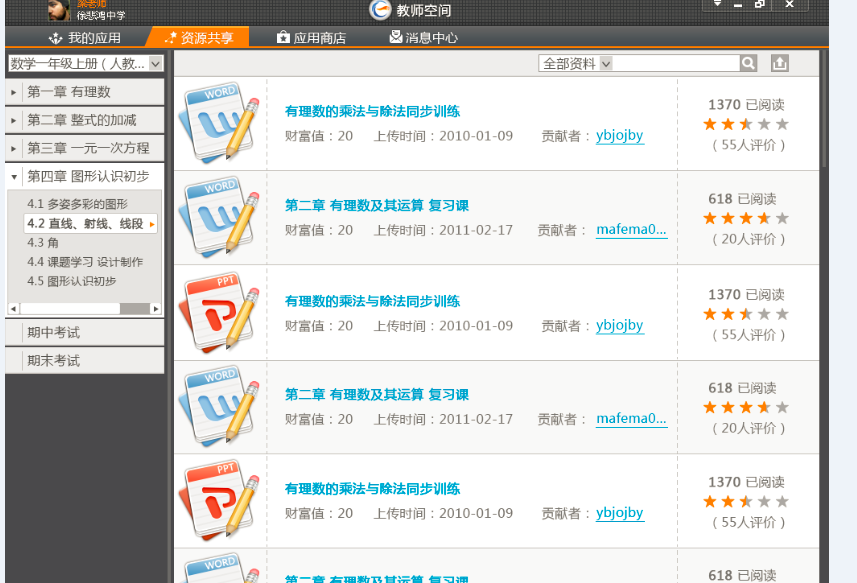 梁老师
徐悲鸿中学
教师空间
我的应用
资源共享
应用商店
消息中心
数学一年级上册（人教...
全部资料
第一章 有理数
第二章 整式的加减
第三章 一元一次方程
第四章 图形认识初步
4.1 多姿多彩的图形
4.2 直线、射线、线段
4.3 角
4.4 课题学习 设计制作
4.5 图形认识初步
期中考试
期末考试
WORD
有理数的乘法与除法同步训练
财富值：20 上传时间：2010-01-09 贡献者： ybjojby
1370 已阅读
（55人评价）
WORD
第二章 有理数及其运算 复习课
财富值：20 上传时间：2011-02-17 贡献者： mafema0...
618 已阅读
（20人评价）
PPT
有理数的乘法与除法同步训练
财富值：20 上传时间：2010-01-09 贡献者： ybjojby
1370 已阅读
（55人评价）
WORD
第二章 有理数及其运算 复习课
财富值：20 上传时间：2011-02-17 贡献者： mafema0...
618 已阅读
（20人评价）
PPT
有理数的乘法与除法同步训练
财富值：20 上传时间：2010-01-09 贡献者： ybjojby
1370 已阅读
（55人评价）
WORD
第二章 有理数及其运算 复习课
618 已阅读